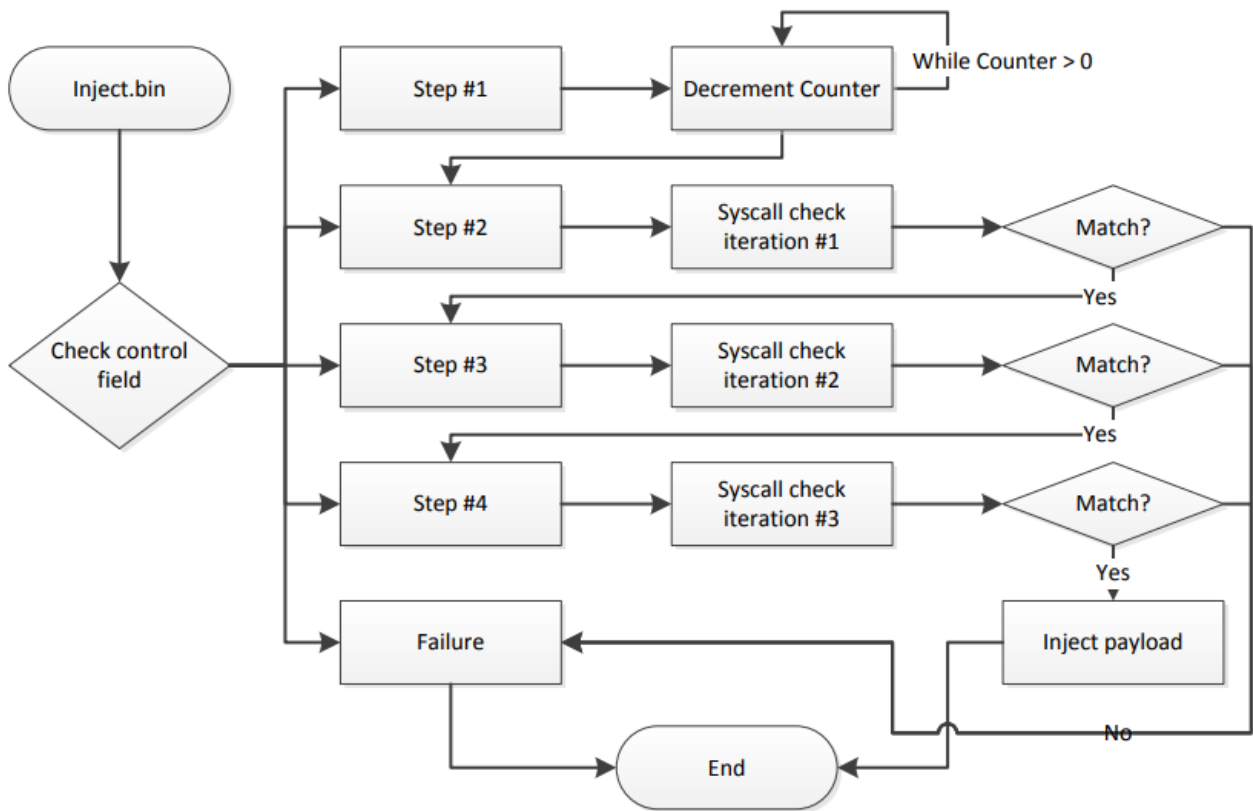 Inject.bin
Step #1
Decrement Counter
While Counter > 0
Step #2
Syscall check
iteration #1
Match?
Yes
Check control
field
Step #3
Syscall check
iteration #2
Match?
Yes
Step #4
Syscall check
iteration #3
Match?
Yes
Failure
Inject payload
No
End